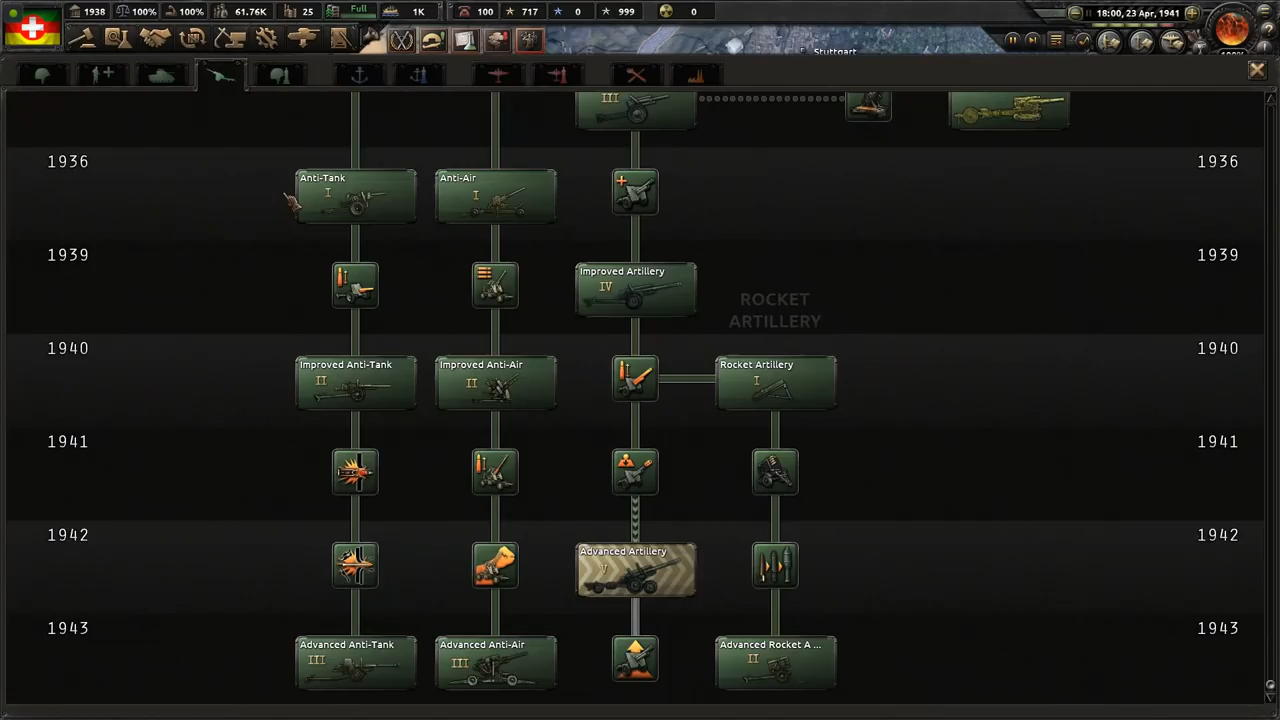 1938 100% 100% 61.76K 25 Full 1K 100 717 0 999 0 18:00, 23 Apr, 1941
Stuttgart
100%
III
1936 1936
Anti-Tank Anti-Air
I I
1939 1939
Improved Artillery
IV
ROCKET
ARTILLERY
1940 1940
Improved Anti-Tank Improved Anti-Air Rocket Artillery
II II I
1941 1941
1942 1942
Advanced Artillery
V
1943 1943
Advanced Anti-Tank Advanced Anti-Air Advanced Rocket A ...
III III II